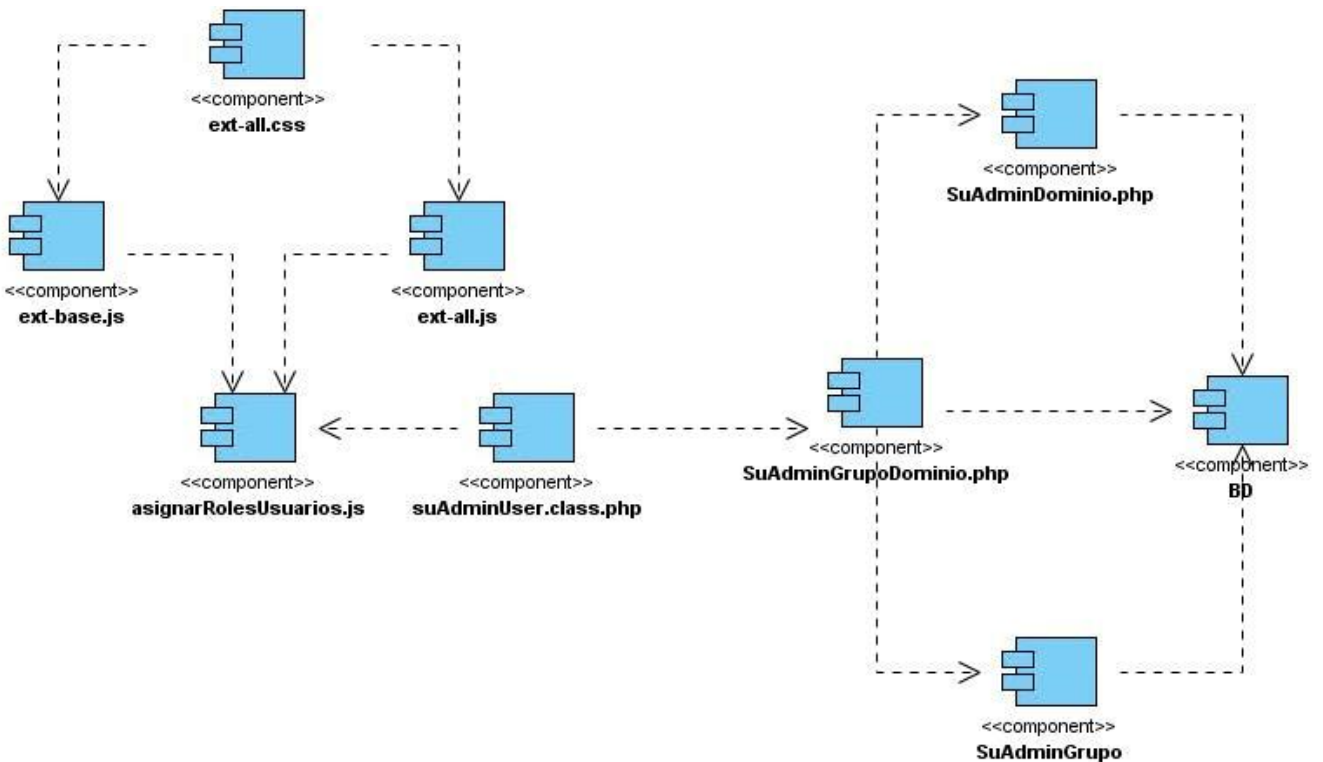 <<component>>
ext-all.css
<<component>>
SuAdminDominio.php
<<component>>
ext-base.js
<<component>>
ext-all.js
<<component>>
SuAdminGrupoDominio.php
<<component>>
BD
<<component>>
asignarRolesUsuarios.js
<<component>>
suAdminUser.class.php
<<component>>
SuAdminGrupo